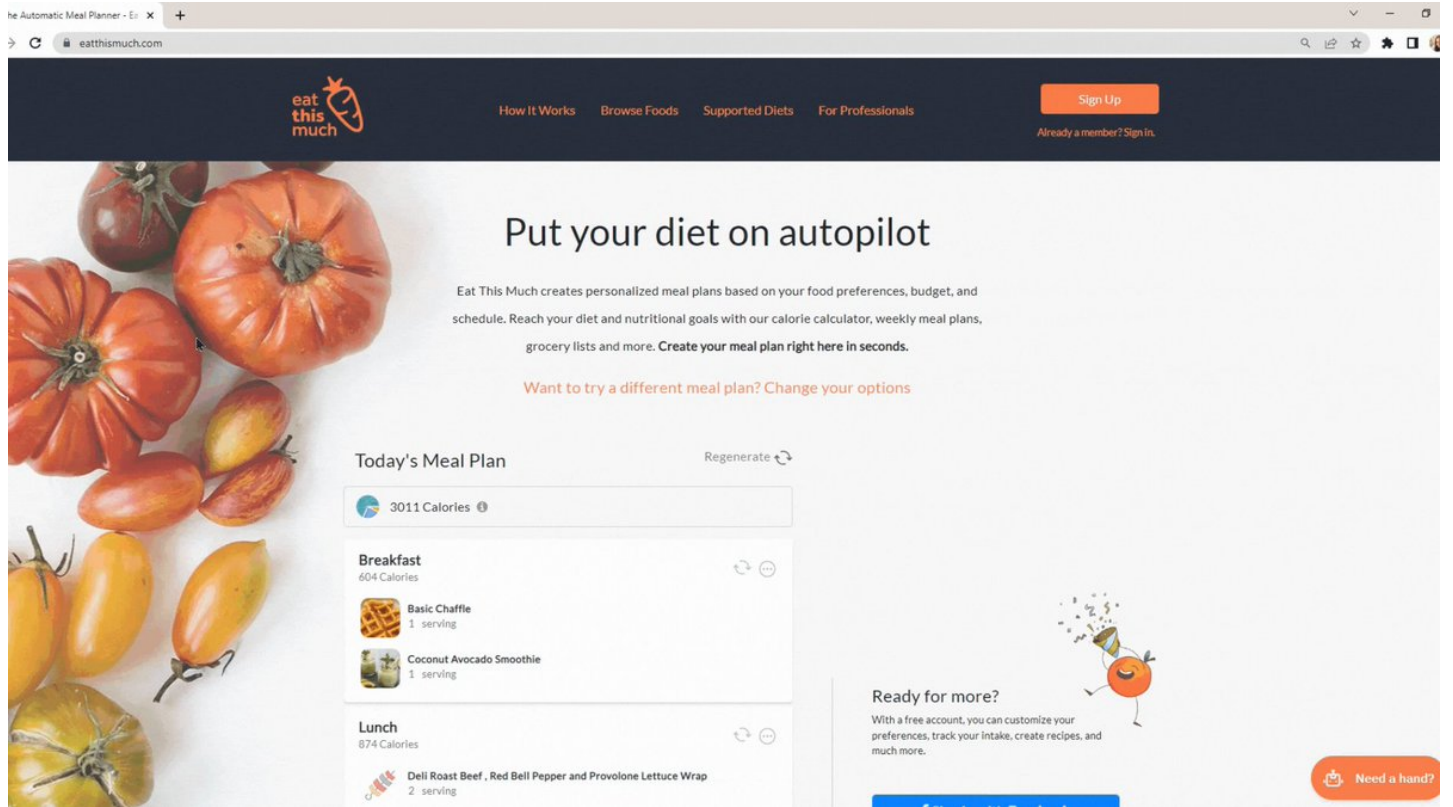 he Automatic Meal Planner - Ea
eatthismuch.com
eat
this
much
How It Works Browse Foods Supported Diets For Professionals
Sign Up
Already a member? Sign in.
Put your diet on autopilot
Eat This Much creates personalized meal plans based on your food preferences, budget, and
schedule. Reach your diet and nutritional goals with our calorie calculator, weekly meal plans,
grocery lists and more. Create your meal plan right here in seconds.
Want to try a different meal plan? Change your options
Today's Meal Plan
Regenerate
3011 Calories
Breakfast
604 Calories
Basic Chaffle
1 serving
Coconut Avocado Smoothie
1 serving
Lunch
874 Calories
Deli Roast Beef , Red Bell Pepper and Provolone Lettuce Wrap
2 serving
Ready for more?
With a free account, you can customize your
preferences, track your intake, create recipes, and
much more.
Need a hand?